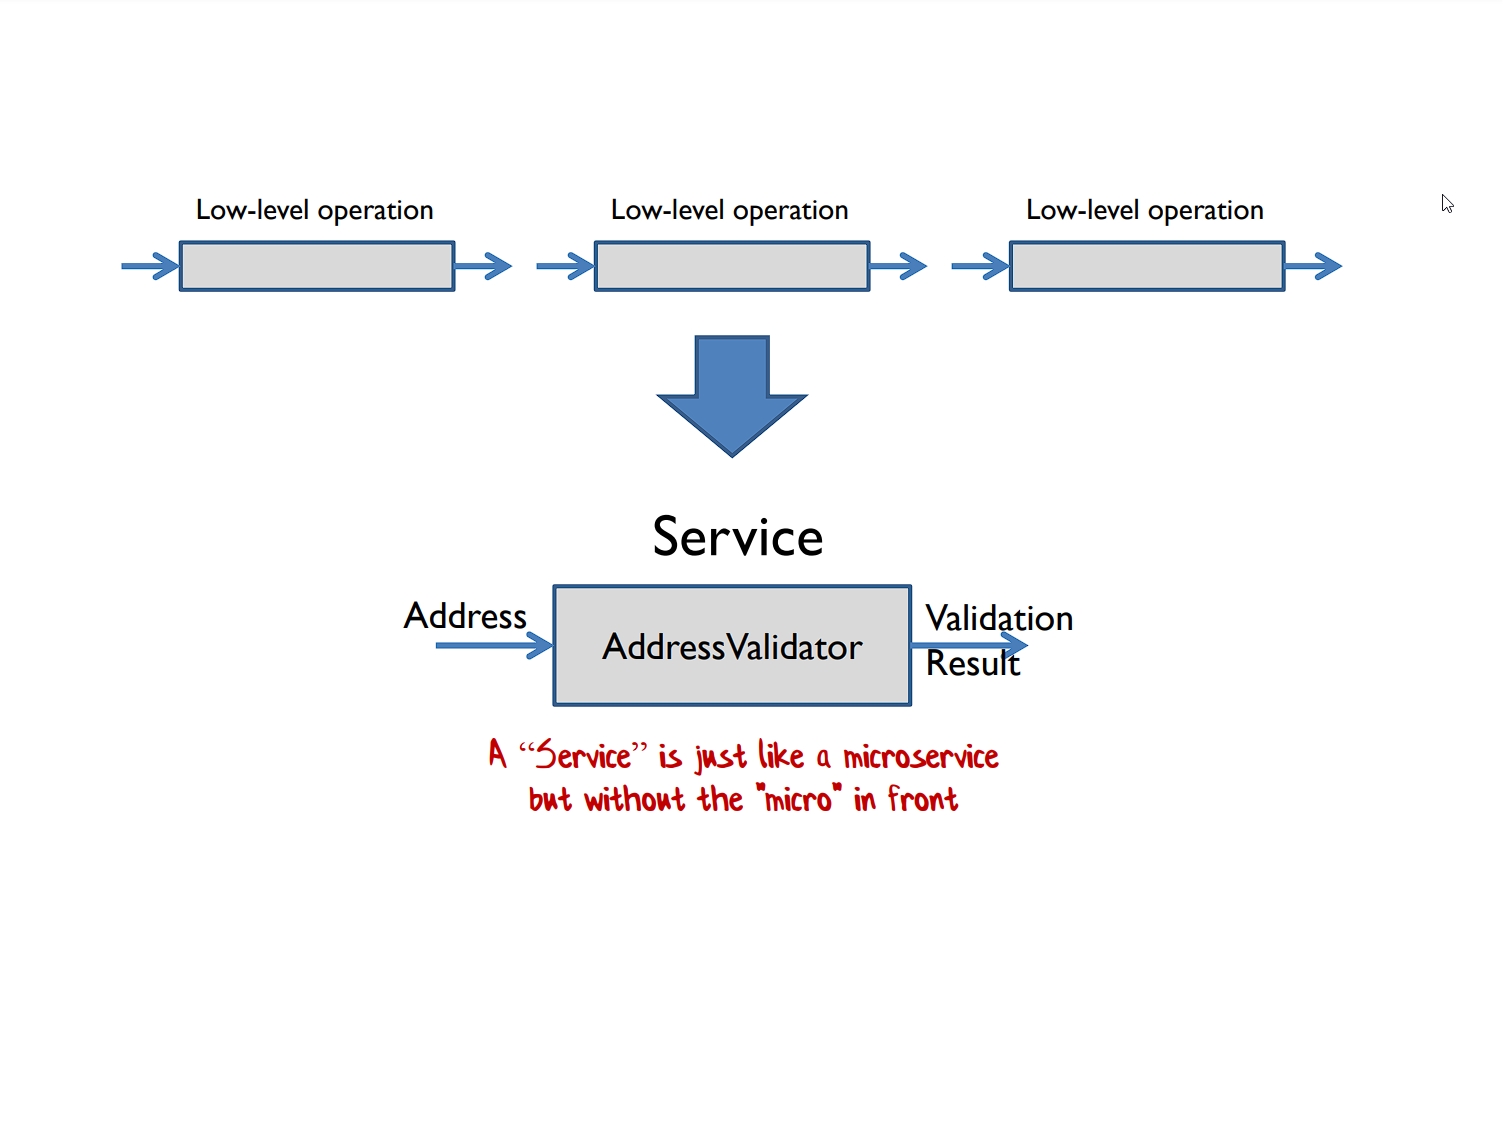 Low-level operation
Low-level operation
Low-level operation
Service
Address
AddressValidator
Validation
Result
A “Service” is just like a microservice
but without the "micro" in front